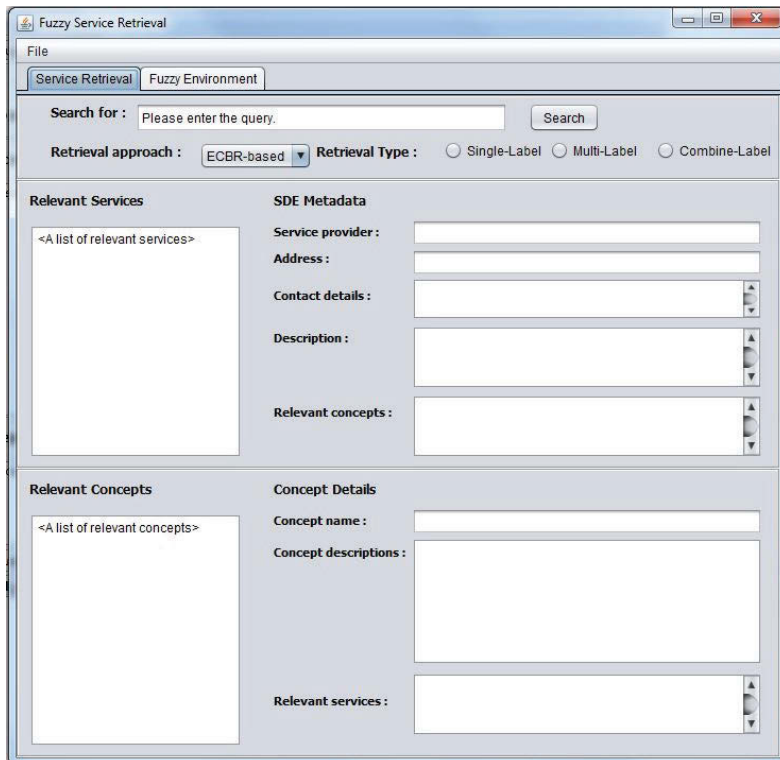 Fuzzy Service Retrieval
File
Service Retrieval Fuzzy Environment
Search for : Please enter the query. Search
Retrieval approach : ECBR-based Retrieval Type : Single-Label Multi-Label Combine-Label
Relevant Services SDE Metadata
<A list of relevant services> Service provider :
Address :
Contact details :
Description :
Relevant concepts :
Relevant Concepts Concept Details
<A list of relevant concepts> Concept name :
Concept descriptions :
Relevant services :